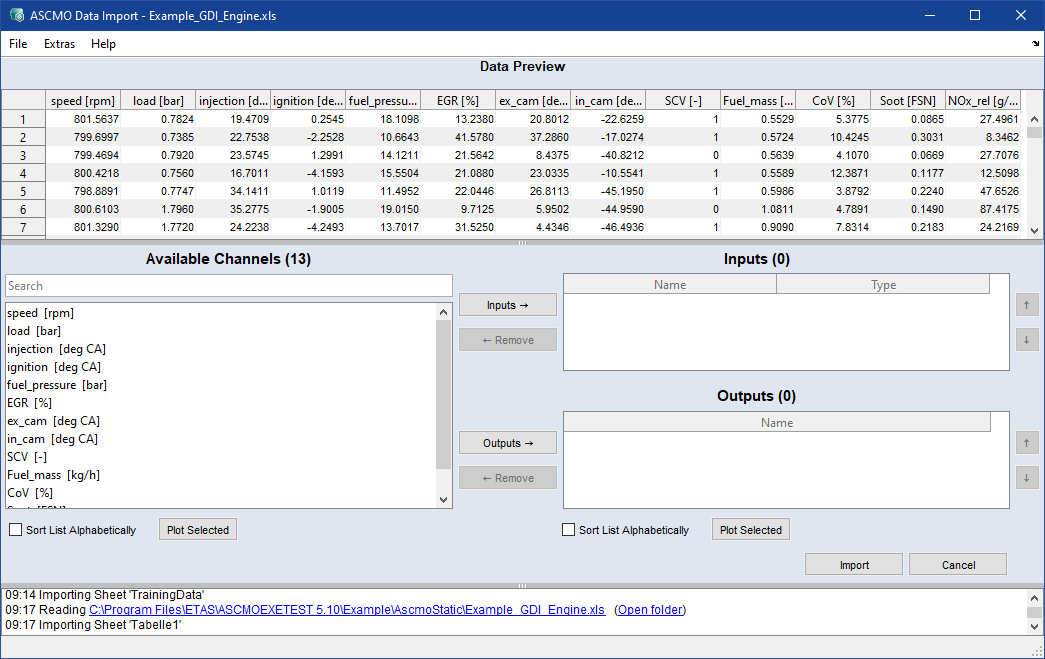 ASCMO Data Import - Example_GDI_Engine.xls
File Extras Help
Data Preview
speed [rpm] load [bar] injection [d... ignition [de... fuel_pressu... EGR [%] ex_cam [de... in_cam [de... SCV [-] Fuel_mass [... CoV [%] Soot [FSN] NOx_rel [g/...
1 801.5637 0.7824 19.4709 0.2545 18.1098 13.2380 20.8012 -22.6259 1 0.5529 5.3775 0.0865 27.4961
2 799.6997 0.7385 22.7538 -2.2528 10.6643 41.5780 37.2860 -17.0274 1 0.5724 10.4245 0.3031 8.3462
3 799.4694 0.7920 23.5745 1.2991 14.1211 21.5642 8.4375 -40.8212 0 0.5639 4.1070 0.0669 27.7076
4 800.4218 0.7560 16.7011 -4.1593 15.5504 21.0880 23.0335 -10.5541 1 0.5589 12.3871 0.1177 12.5098
5 798.8891 0.7747 34.1411 1.0119 11.4952 22.0446 26.8113 -45.1950 1 0.5986 3.8792 0.2240 47.6526
6 800.6103 1.7960 35.2775 -1.9005 19.0150 9.7125 5.9502 -44.9590 0 1.0811 4.7891 0.1490 87.4175
7 801.3290 1.7720 24.2238 -4.2493 13.7017 31.5250 4.4346 -46.4936 1 0.9090 7.8314 0.2183 24.2169
Available Channels (13)
Search
speed [rpm]
load [bar]
injection [deg CA]
ignition [deg CA]
fuel_pressure [bar]
EGR [%]
ex_cam [deg CA]
in_cam [deg CA]
SCV [-]
Fuel_mass [kg/h]
CoV [%]
Sort List Alphabetically Plot Selected
Inputs →
← Remove
Outputs →
← Remove
Inputs (0)
Name Type
↑
↓
Outputs (0)
Name
↑
↓
Sort List Alphabetically Plot Selected
Import Cancel
09:14 Importing Sheet 'TrainingData'
09:17 Reading C:\Program Files\ETAS\ASCMOEXETEST 5.10\Example\AscmoStatic\Example_GDI_Engine.xls (Open folder)
09:17 Importing Sheet 'Tabelle1'